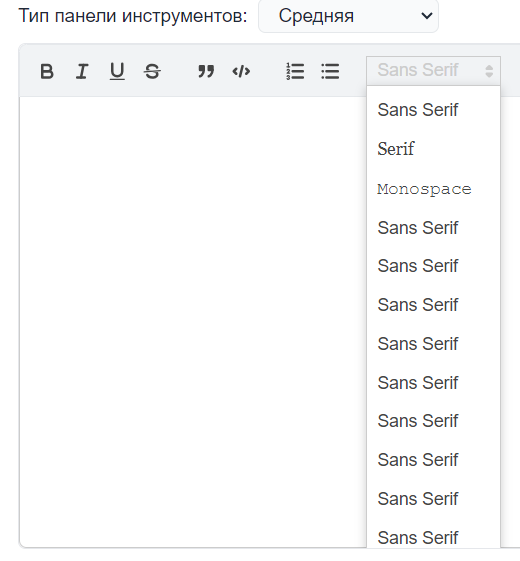 Тип панели инструментов: Средняя
B I U S Sans Serif
Sans Serif
Serif
Monospace
Sans Serif
Sans Serif
Sans Serif
Sans Serif
Sans Serif
Sans Serif
Sans Serif
Sans Serif
Sans Serif